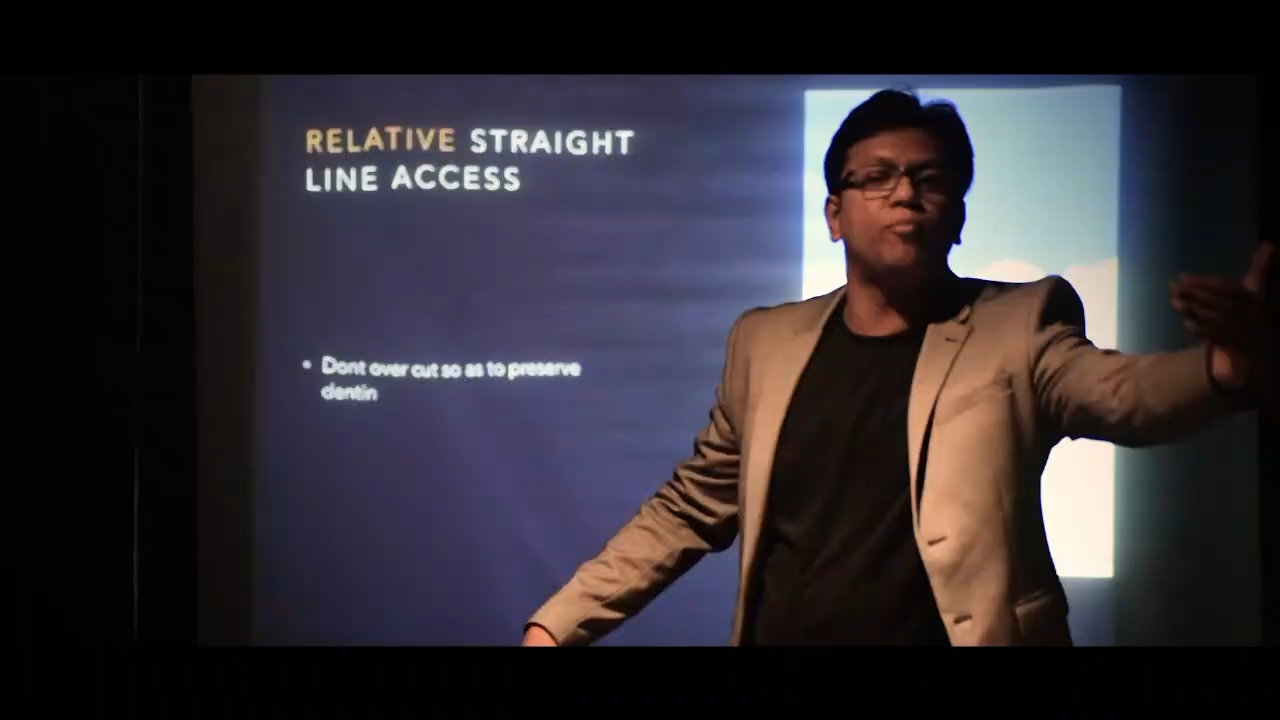 RELATIVE STRAIGHT
LINE ACCESS
• Dont over cut so as to preserve
dentin